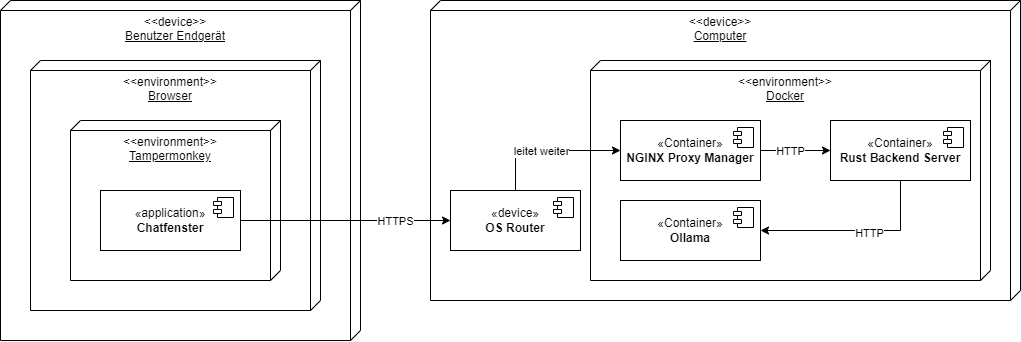 <<device>>
Benutzer Endgerät
<<environment>>
Browser
<<environment>>
Tampermonkey
«application»
Chatfenster
HTTPS
<<device>>
Computer
«device»
OS Router
leitet weiter
<<environment>>
Docker
«Container»
NGINX Proxy Manager
HTTP
«Container»
Rust Backend Server
HTTP
«Container»
Ollama